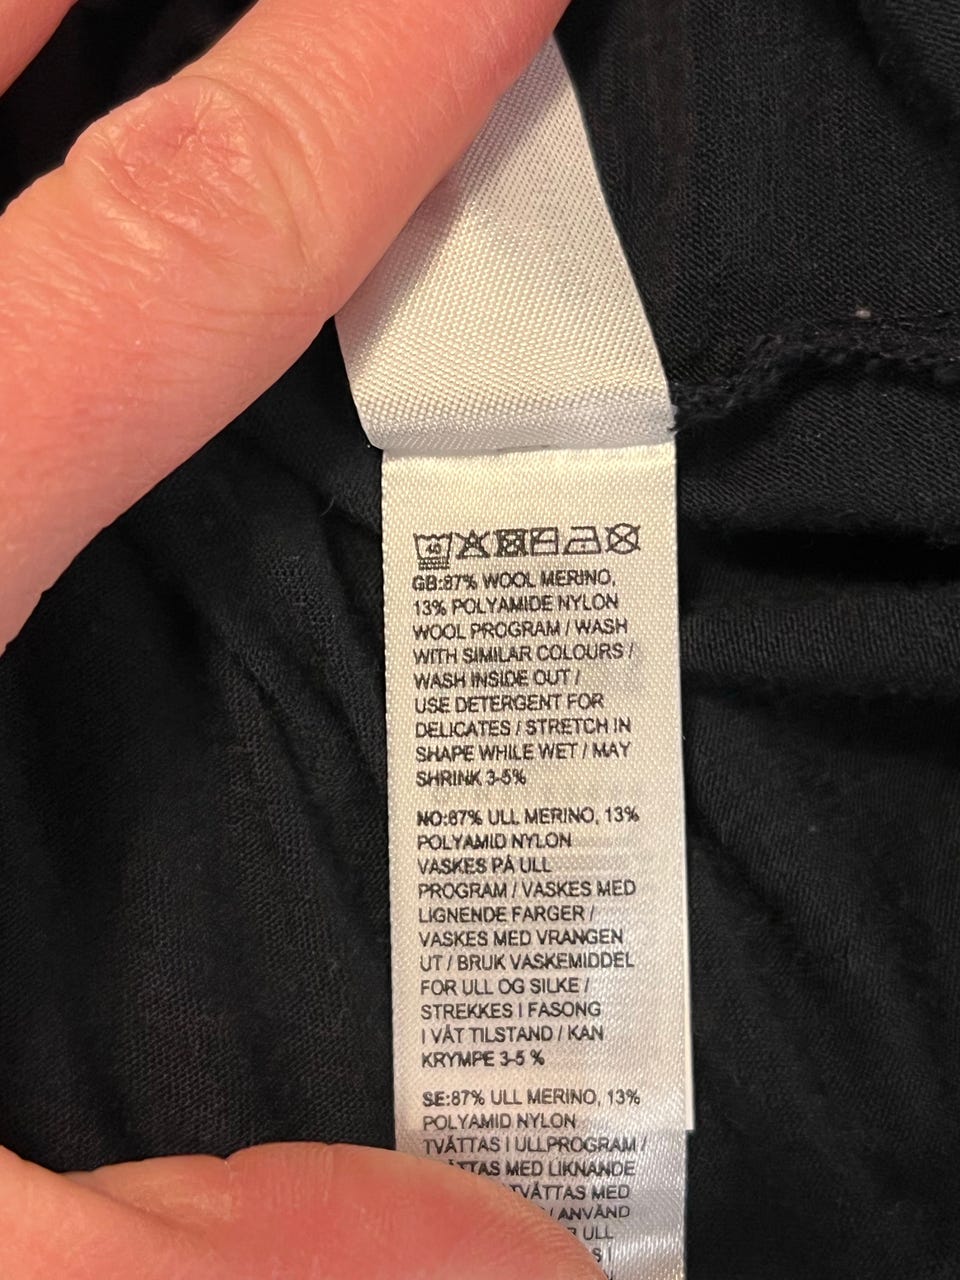 40
GB:87% WOOL MERINO,
13% POLYAMIDE NYLON
WOOL PROGRAM / WASH
WITH SIMILAR COLOURS /
WASH INSIDE OUT /
USE DETERGENT FOR
DELICATES / STRETCH IN
SHAPE WHILE WET / MAY
SHRINK 3-5%
NO:87% ULL MERINO, 13%
POLYAMID NYLON
VASKES PÅ ULL
PROGRAM / VASKES MED
LIGNENDE FARGER /
VASKES MED VRANGEN
UT / BRUK VASKEMIDDEL
FOR ULL OG SILKE /
STREKKES I FASONG
I VÅT TILSTAND / KAN
KRYMPE 3-5 %
SE:87% ULL MERINO, 13%
POLYAMID NYLON
TVÄTTAS I ULLPROGRAM /
MED LIKNANDE
TVÄTTAS MED
/ ANVÄND
ULL